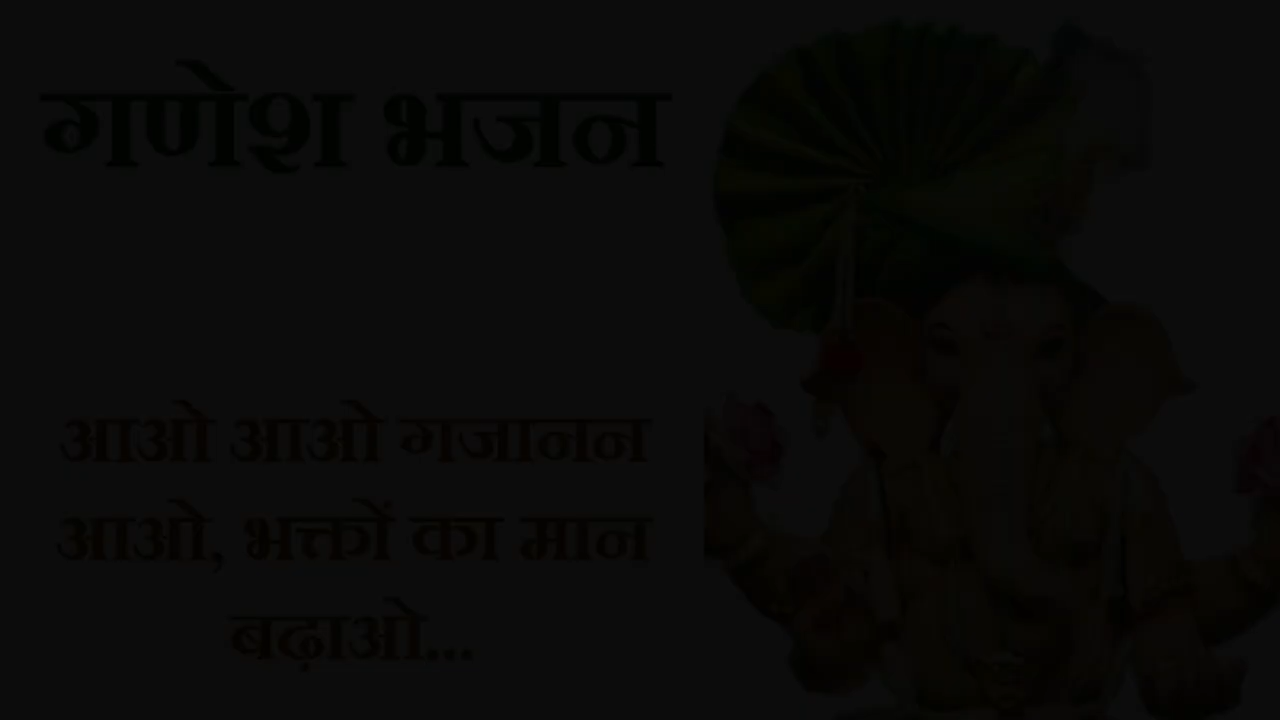 गणेश भजन
आओ आओ गजानन
आओ, भक्तों का मान
बढ़ाओ...